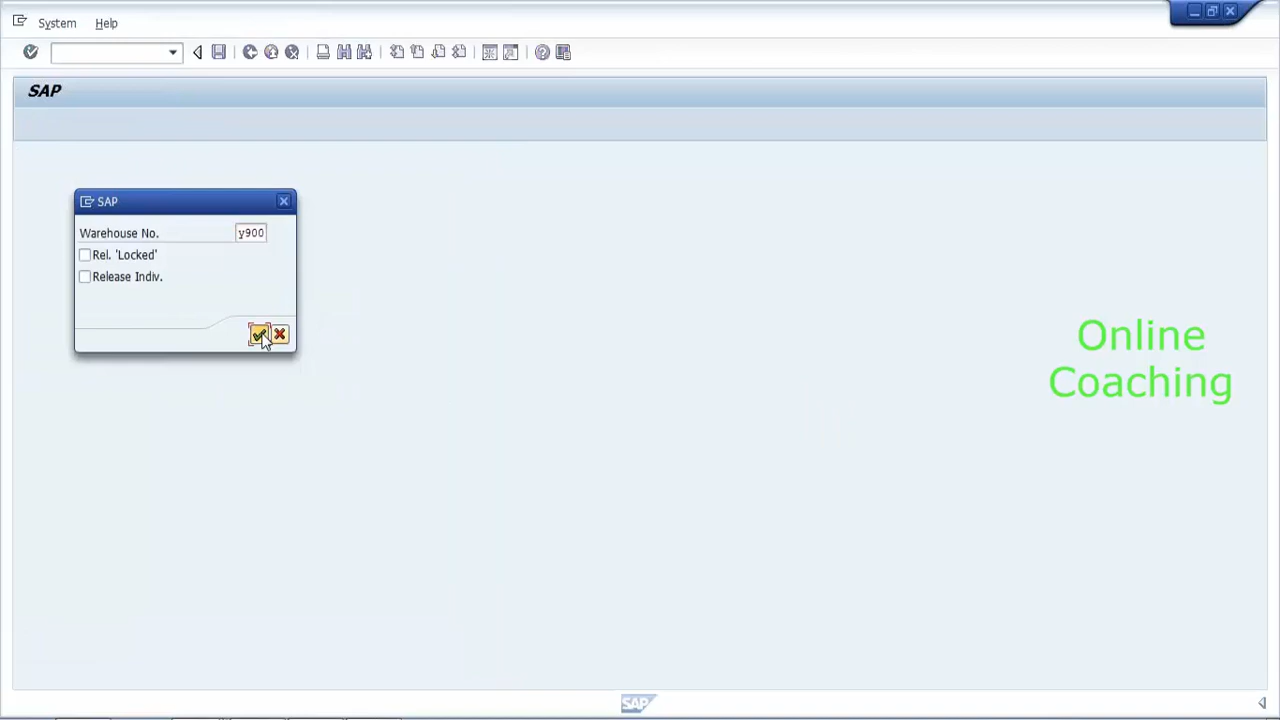 System Help
SAP
SAP
Warehouse No. y900
Rel. 'Locked'
Release Indiv.
Online
Coaching
SAP